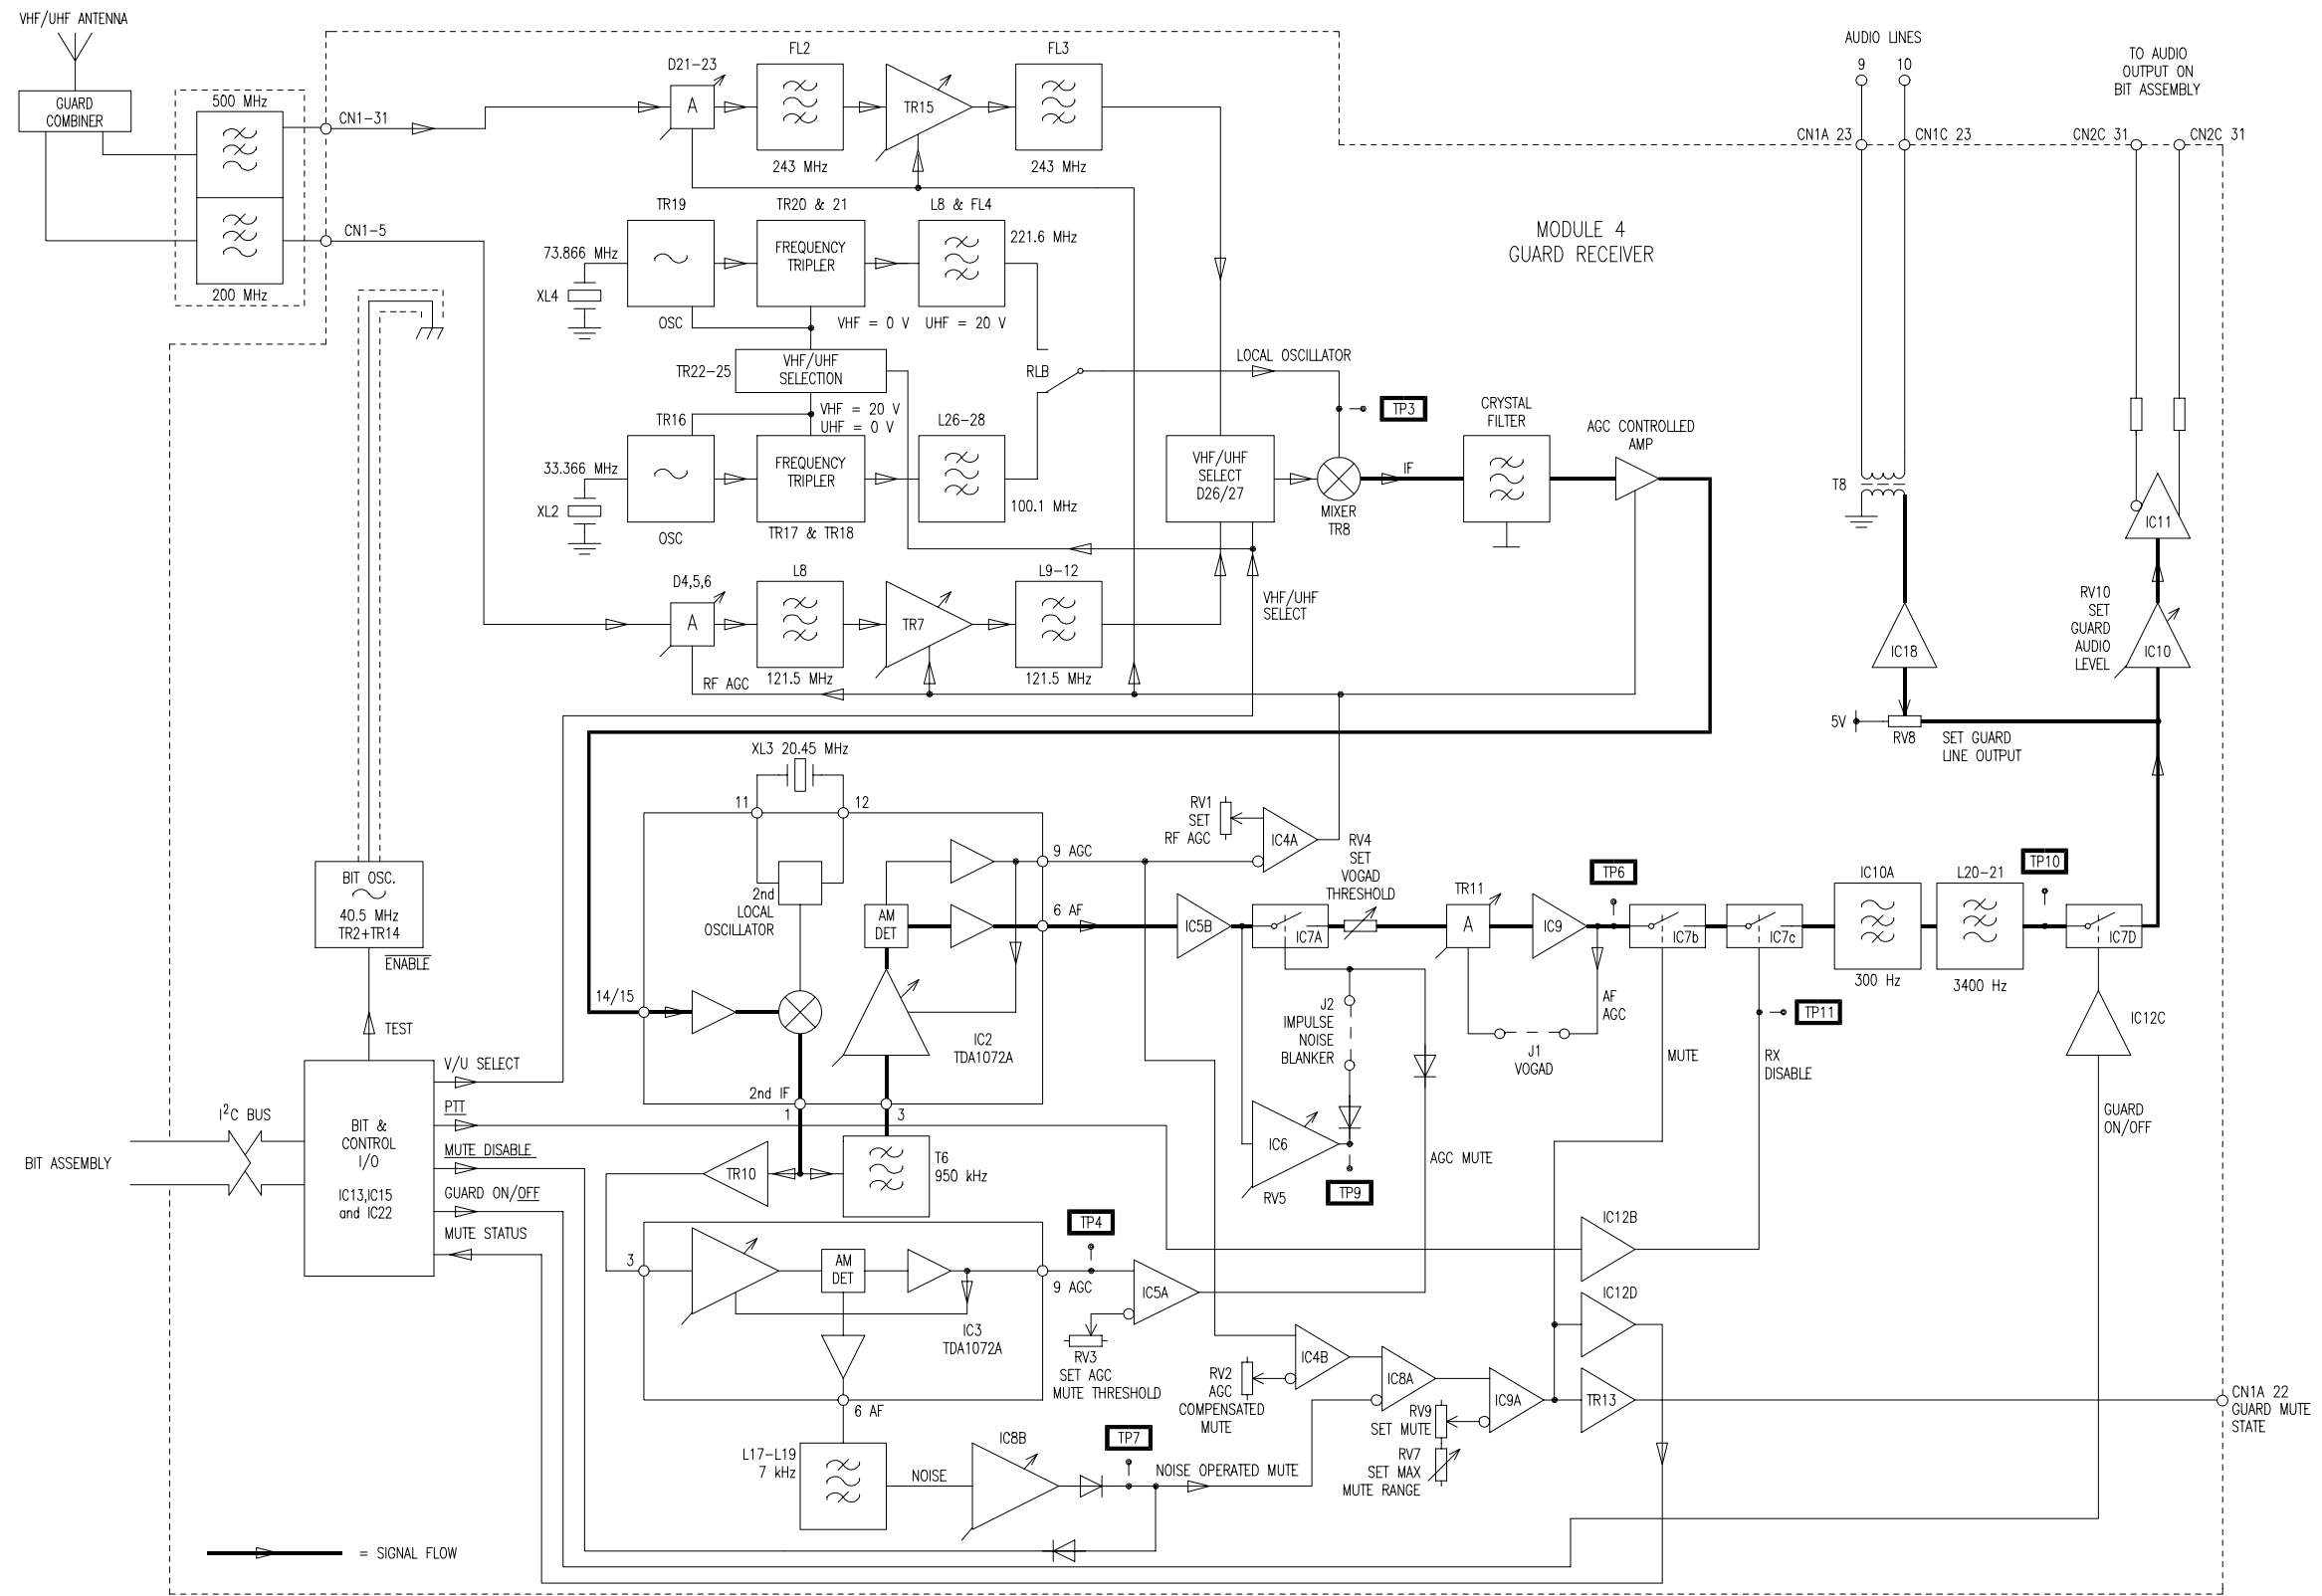 VHF/UHF ANTENNA
GUARD
COMBINER
500 MHz
200 MHz
CN1-31
CN1-5
D21-23
A
FL2
243 MHz
TR15
FL3
243 MHz
AUDIO LINES
9
10
TO AUDIO
OUTPUT ON
BIT ASSEMBLY
CN1A 23
CN1C 23
CN2C 31
CN2C 31
MODULE 4
GUARD RECEIVER
TR19
TR20 & 21
L8 & FL4
73.866 MHz
XL4
OSC
FREQUENCY
TRIPLER
221.6 MHz
VHF = 0 V
UHF = 20 V
TR22-25
VHF/UHF
SELECTION
RLB
LOCAL OSCILLATOR
TP3
VHF = 20 V
UHF = 0 V
TR16
L26-28
33.366 MHz
XL2
OSC
FREQUENCY
TRIPLER
TR17 & TR18
100.1 MHz
VHF/UHF
SELECT
D26/27
MIXER
TR8
IF
CRYSTAL
FILTER
AGC CONTROLLED
AMP
T8
IC11
D4,5,6
A
L8
121.5 MHz
TR7
L9-12
121.5 MHz
VHF/UHF
SELECT
RF AGC
IC18
RV10
SET
GUARD
AUDIO
LEVEL
IC10
5V
RV8
SET GUARD
LINE OUTPUT
XL3 20.45 MHz
11
12
2nd
LOCAL
OSCILLATOR
AM
DET
9 AGC
6 AF
14/15
IC2
TDA1072A
2nd IF
1
3
RV1
SET
RF AGC
IC4A
RV4
SET
VOGAD
THRESHOLD
IC5B
IC7A
TR11
A
IC9
TP6
IC7b
IC7c
IC10A
300 Hz
L20-21
3400 Hz
TP10
IC7D
BIT OSC.
40.5 MHz
TR2+TR14
ENABLE
TEST
J2
IMPULSE
NOISE
BLANKER
AF
AGC
J1
VOGAD
MUTE
RX
DISABLE
TP11
IC12C
GUARD
ON/OFF
BIT ASSEMBLY
I2C BUS
BIT &
CONTROL
I/O
IC13,IC15
and IC22
V/U SELECT
PTT
MUTE DISABLE
GUARD ON/OFF
MUTE STATUS
TR10
T6
950 kHz
IC6
RV5
TP9
AGC MUTE
3
AM
DET
IC3
TDA1072A
6 AF
9 AGC
TP4
IC5A
RV3
SET AGC
MUTE THRESHOLD
IC12B
IC12D
RV2
AGC
COMPENSATED
MUTE
IC4B
IC8A
RV9
SET MUTE
RV7
SET MAX
MUTE RANGE
IC9A
TR13
CN1A 22
GUARD MUTE
STATE
L17-L19
7 kHz
NOISE
IC8B
TP7
NOISE OPERATED MUTE
= SIGNAL FLOW